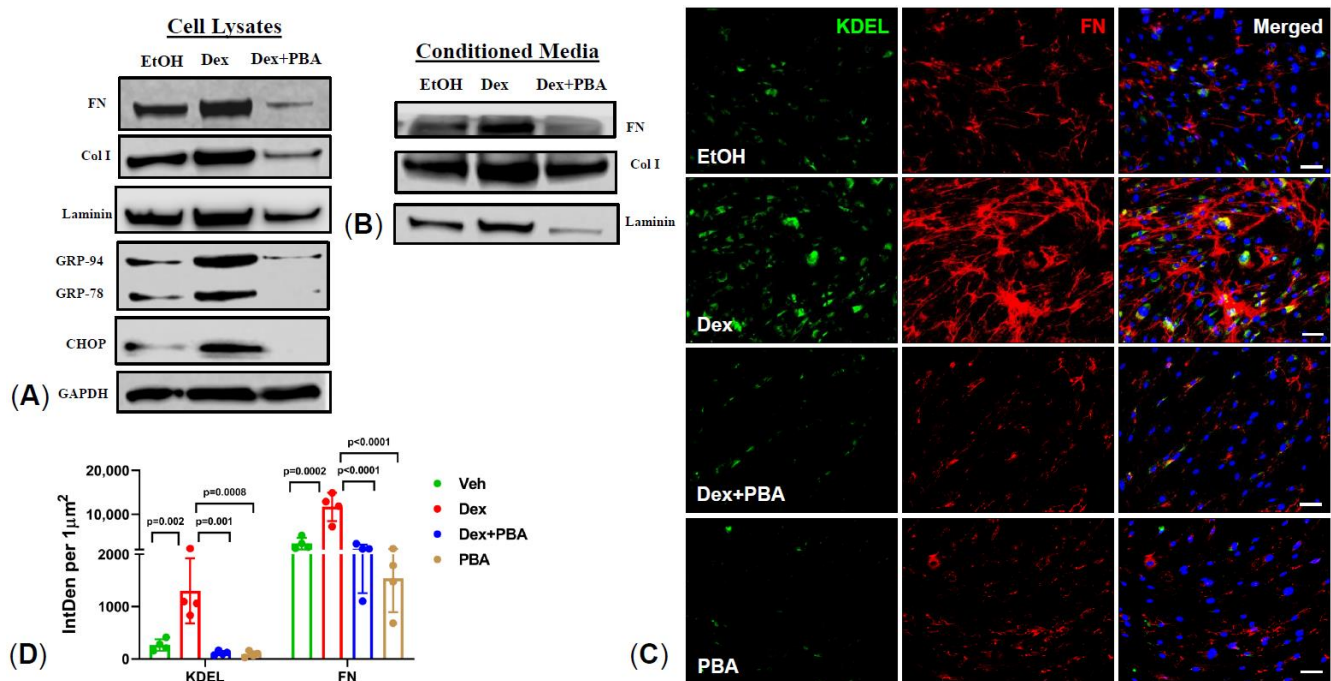 Cell Lysates
EtOH Dex Dex+PBA
FN
Col I
Laminin
GRP-94
GRP-78
CHOP
GAPDH
(A)
Conditioned Media
EtOH Dex Dex+PBA
FN
Col I
Laminin
(B)
KDEL FN Merged
EtOH
Dex
Dex+PBA
PBA
(C)
p<0.0001
p=0.0002 p<0.0001
p=0.0008
p=0.002 p=0.001
20,000
10,000
2000
1000
0
IntDen per 1µm²
KDEL FN
Veh
Dex
Dex+PBA
PBA
(D)